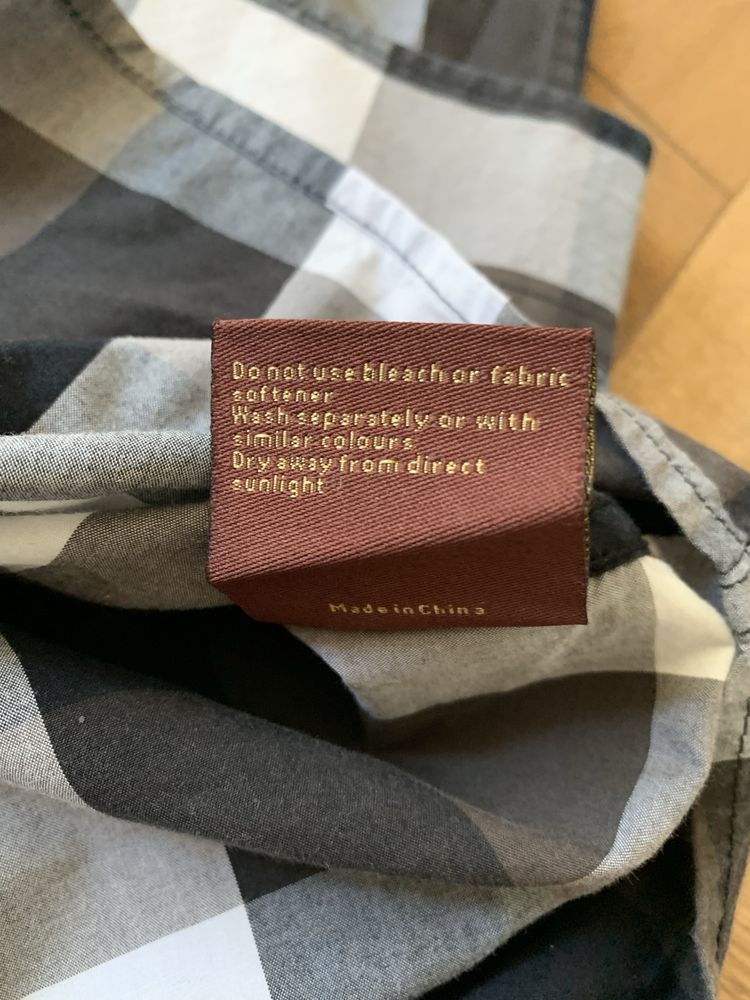 Do not use bleach or fabric
softener
Wash separately or with
similar colours
Dry away from direct
sunlight
Made in China